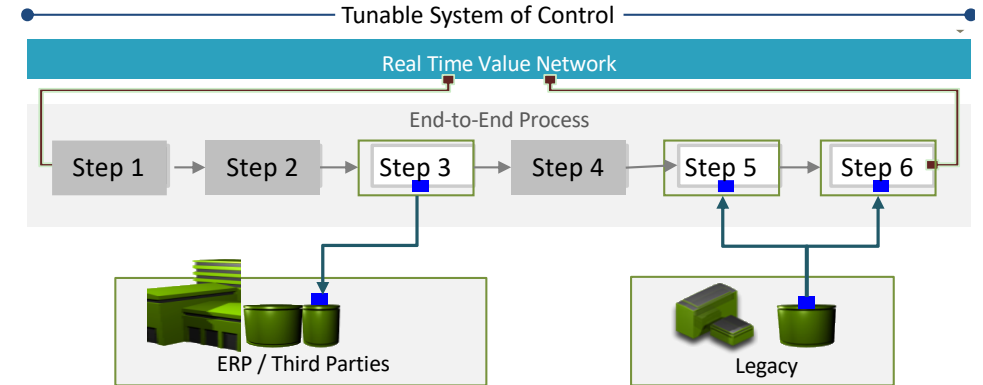 Tunable System of Control
Real Time Value Network
End-to-End Process
Step 1
Step 2
Step 3
Step 4
Step 5
Step 6
ERP / Third Parties
Legacy